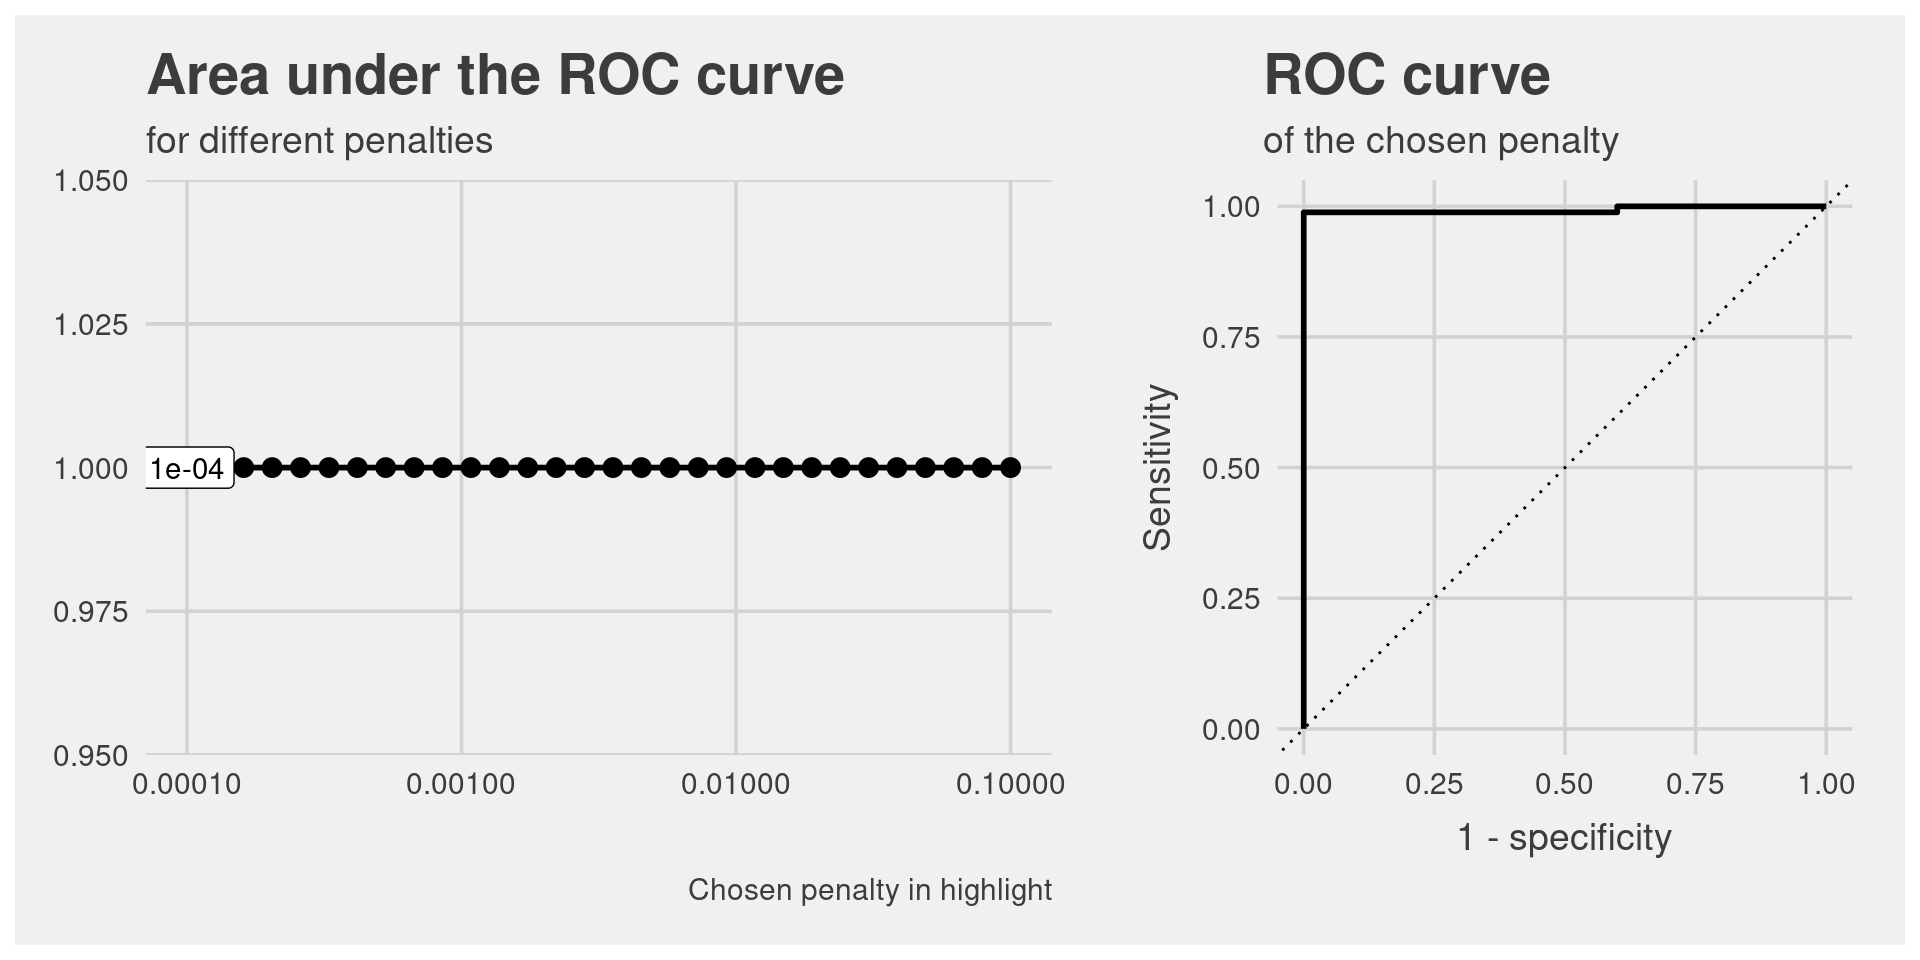 Area under the ROC curve
for different penalties
1.050
1.025
1.000
0.975
0.950
1e-04
0.00010 0.00100 0.01000 0.10000
Chosen penalty in highlight
ROC curve
of the chosen penalty
Sensitivity
1.00
0.75
0.50
0.25
0.00
0.00 0.25 0.50 0.75 1.00
1 - specificity